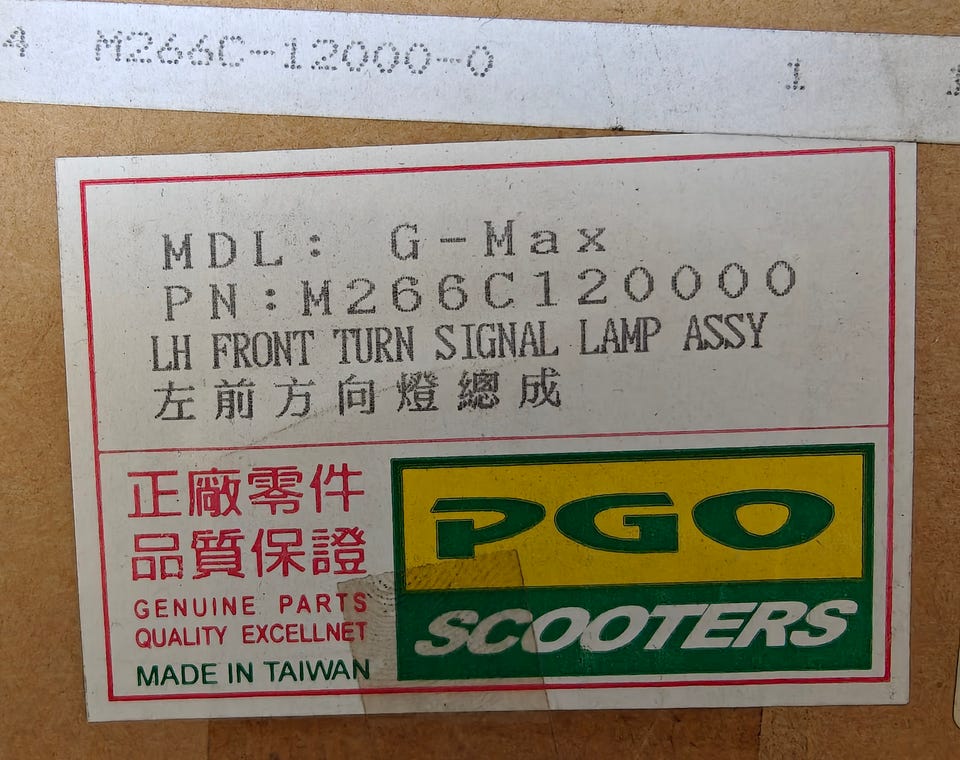 4 M266C-12000-0 1
MDL: G-Max
PN:M266C120000
LH FRONT TURN SIGNAL LAMP ASSY
左前方向燈總成
正廠零件
品質保證
GENUINE PARTS
QUALITY EXCELLNET
MADE IN TAIWAN
PGO
SCOOTERS